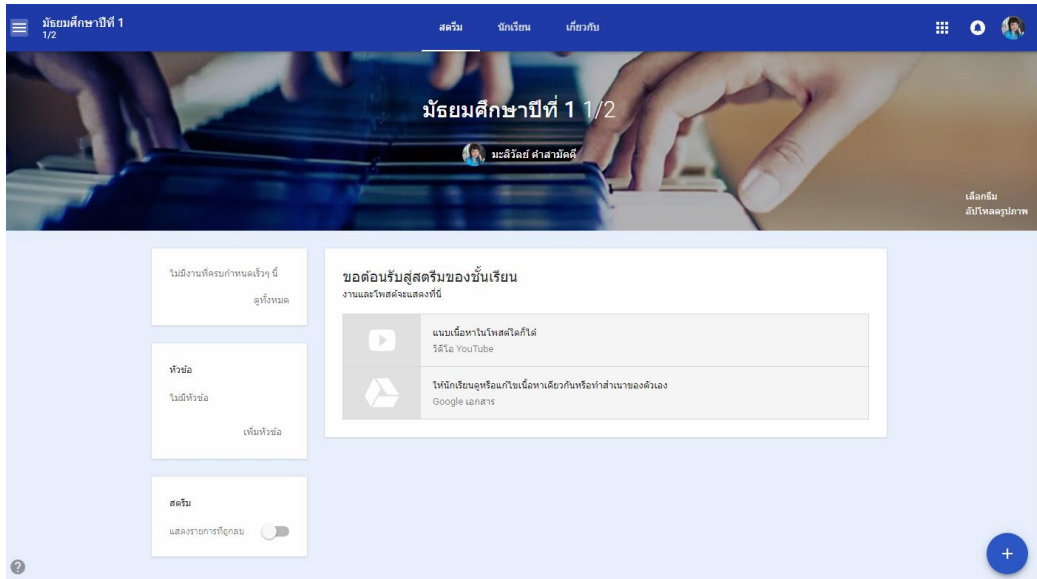 มัธยมศึกษาปีที่ 1
1/2
สตรีม นักเรียน เกี่ยวกับ
มัธยมศึกษาปีที่ 1 1/2
มะลิวัลย์ คำสามัคคี
เลือกธีม
อัปโหลดรูปภาพ
ไม่มีงานที่ครบกำหนดเร็วๆ นี้
ดูทั้งหมด
หัวข้อ
ไม่มีหัวข้อ
เพิ่มหัวข้อ
สตรีม
แสดงรายการที่ถูกลบ
ขอต้อนรับสู่สตรีมของชั้นเรียน
งานและโพสต์จะแสดงที่นี่
แนบเนื้อหาในโพสต์ใดก็ได้
วิดีโอ YouTube
ให้นักเรียนดูหรือแก้ไขเนื้อหาเดียวกันหรือทำสำเนาของตัวเอง
Google เอกสาร